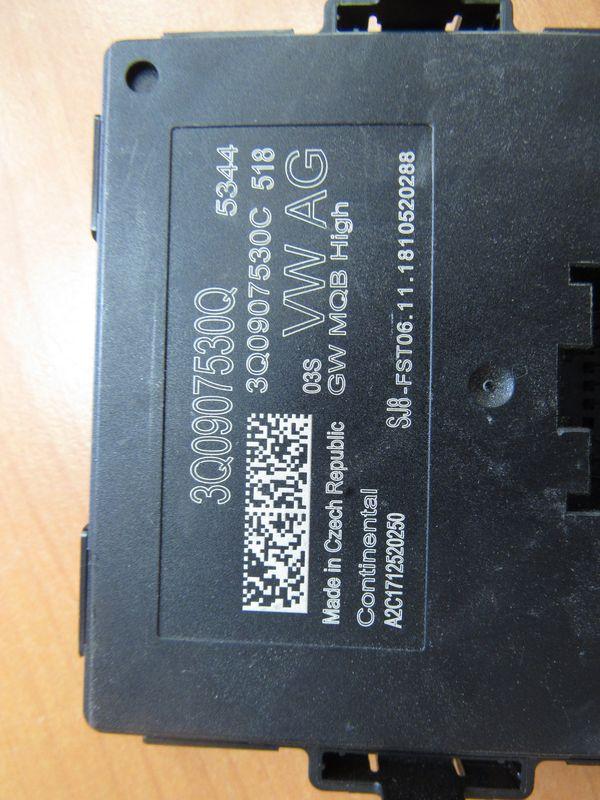 3Q0907530Q 5344
3Q0907530C 518
03S VW AG
Made in Czech Republic GW MQB High
Continental
A2C1712520250 SJ8-FST06.11.1810520288